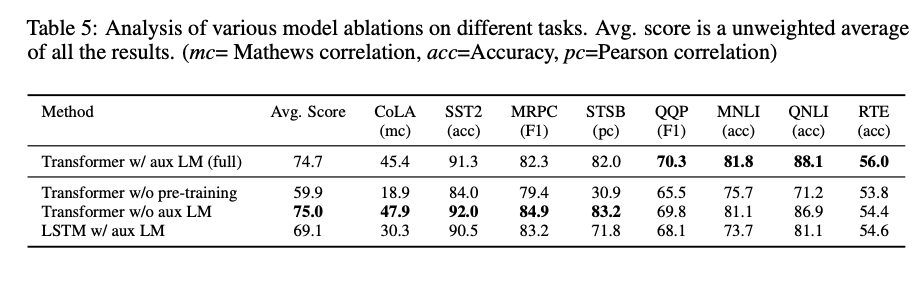 Table 5: Analysis of various model ablations on different tasks. Avg. score is a unweighted average
of all the results. (mc= Mathews correlation, acc=Accuracy, pc=Pearson correlation)
Method Avg. Score CoLA SST2 MRPC STSB QQP MNLI QNLI RTE
(mc) (acc) (F1) (pc) (F1) (acc) (acc) (acc)
Transformer w/ aux LM (full) 74.7 45.4 91.3 82.3 82.0 70.3 81.8 88.1 56.0
Transformer w/o pre-training 59.9 18.9 84.0 79.4 30.9 65.5 75.7 71.2 53.8
Transformer w/o aux LM 75.0 47.9 92.0 84.9 83.2 69.8 81.1 86.9 54.4
LSTM w/ aux LM 69.1 30.3 90.5 83.2 71.8 68.1 73.7 81.1 54.6